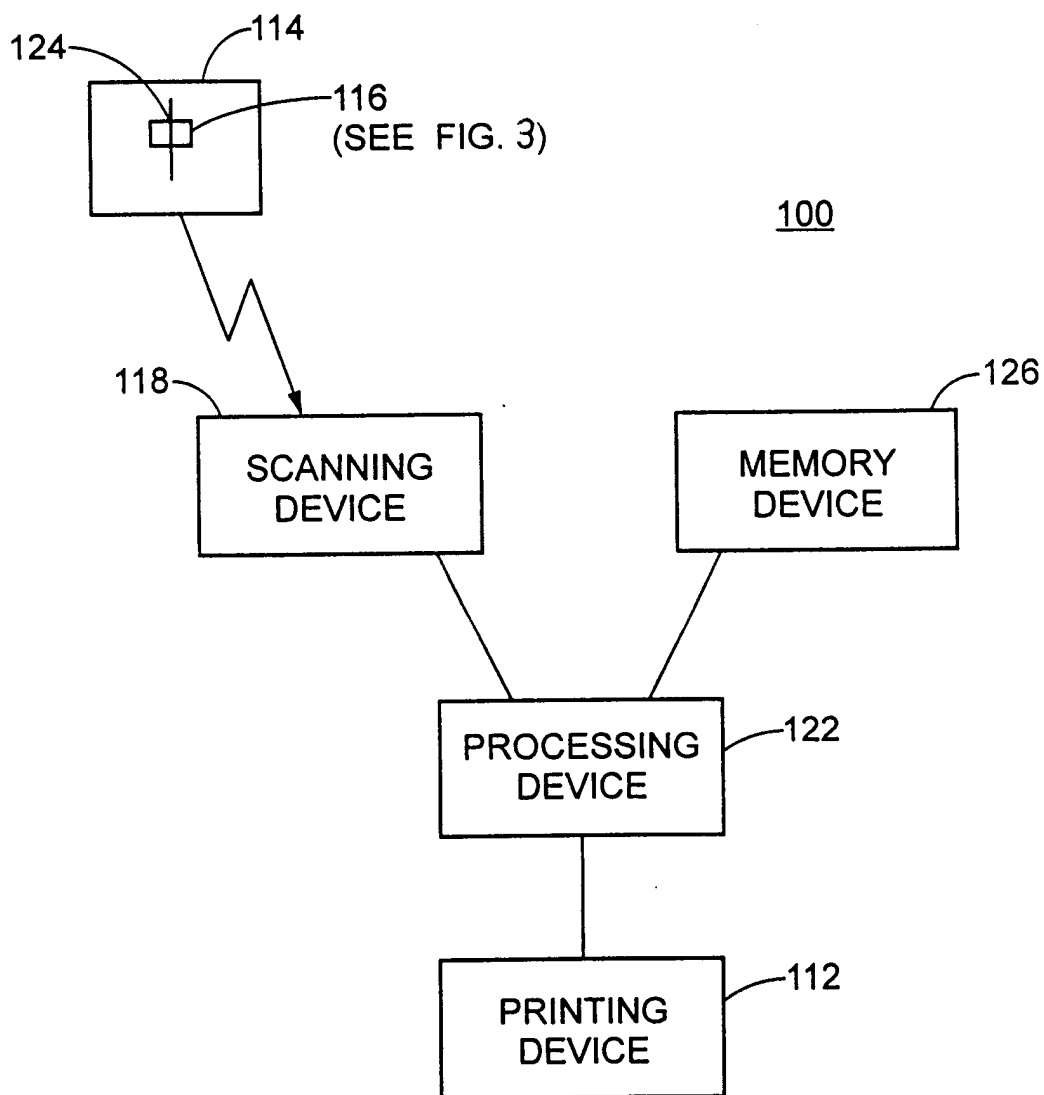 114
124
116
(SEE FIG. 3)
100
118
126
SCANNING
DEVICE
MEMORY
DEVICE
PROCESSING
DEVICE
122
PRINTING
DEVICE
112